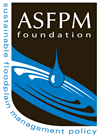 ASFPM
foundation
sustainable floodplain management policy